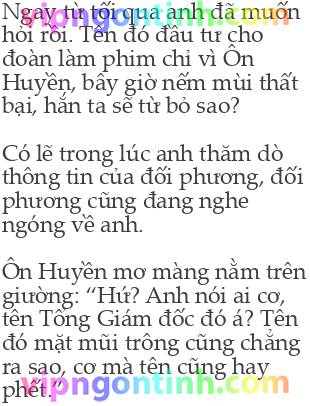 Ngay từ tối qua anh đã muốn
hỏi rồi. Tên đó đầu tư cho
đoàn làm phim chỉ vì Ôn
Huyền, bây giờ nếm mùi thất
bại, hắn ta sẽ từ bỏ sao?
Có lẽ trong lúc anh thăm dò
thông tin của đối phương, đối
phương cũng đang nghe
ngóng về anh.
Ôn Huyền mơ màng nằm trên
giường: “Hứ? Anh nói ai cơ,
tên Tổng Giám đốc đó á? Tên
đó mặt mũi trông cũng chẳng
ra sao, cơ mà tên cũng hay
phết.”
vipngontinh.com
vipngontinh.com